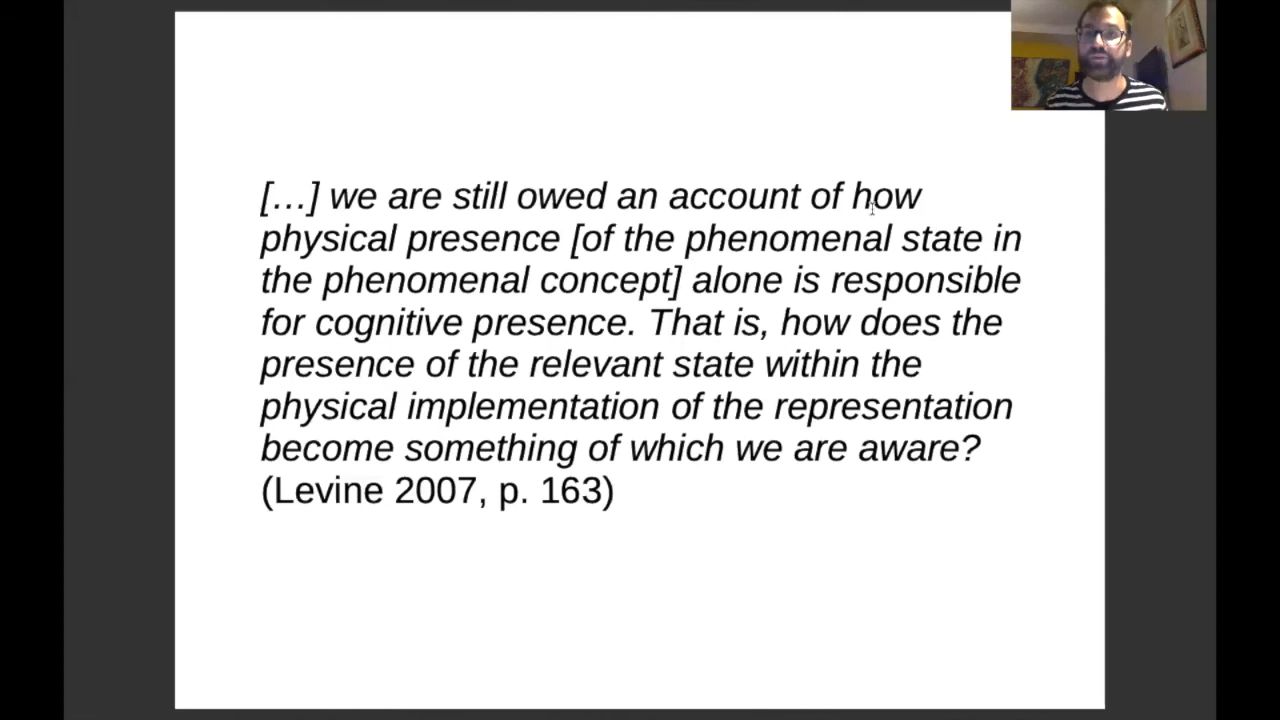 […] we are still owed an account of how
physical presence [of the phenomenal state in
the phenomenal concept] alone is responsible
for cognitive presence. That is, how does the
presence of the relevant state within the
physical implementation of the representation
become something of which we are aware?
(Levine 2007, p. 163)